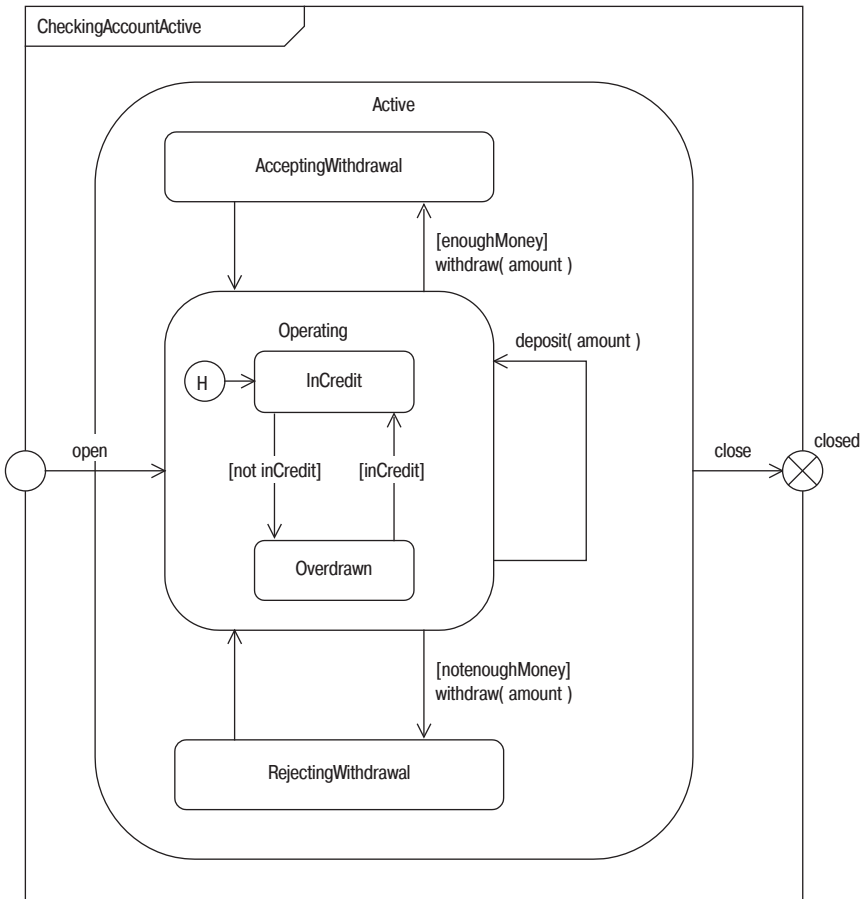 CheckingAccountActive
Active
AcceptingWithdrawal
[enoughMoney]
withdraw( amount )
Operating
deposit( amount )
H
InCredit
open
[not inCredit]
[inCredit]
close
closed
Overdrawn
[notenoughMoney]
withdraw( amount )
RejectingWithdrawal